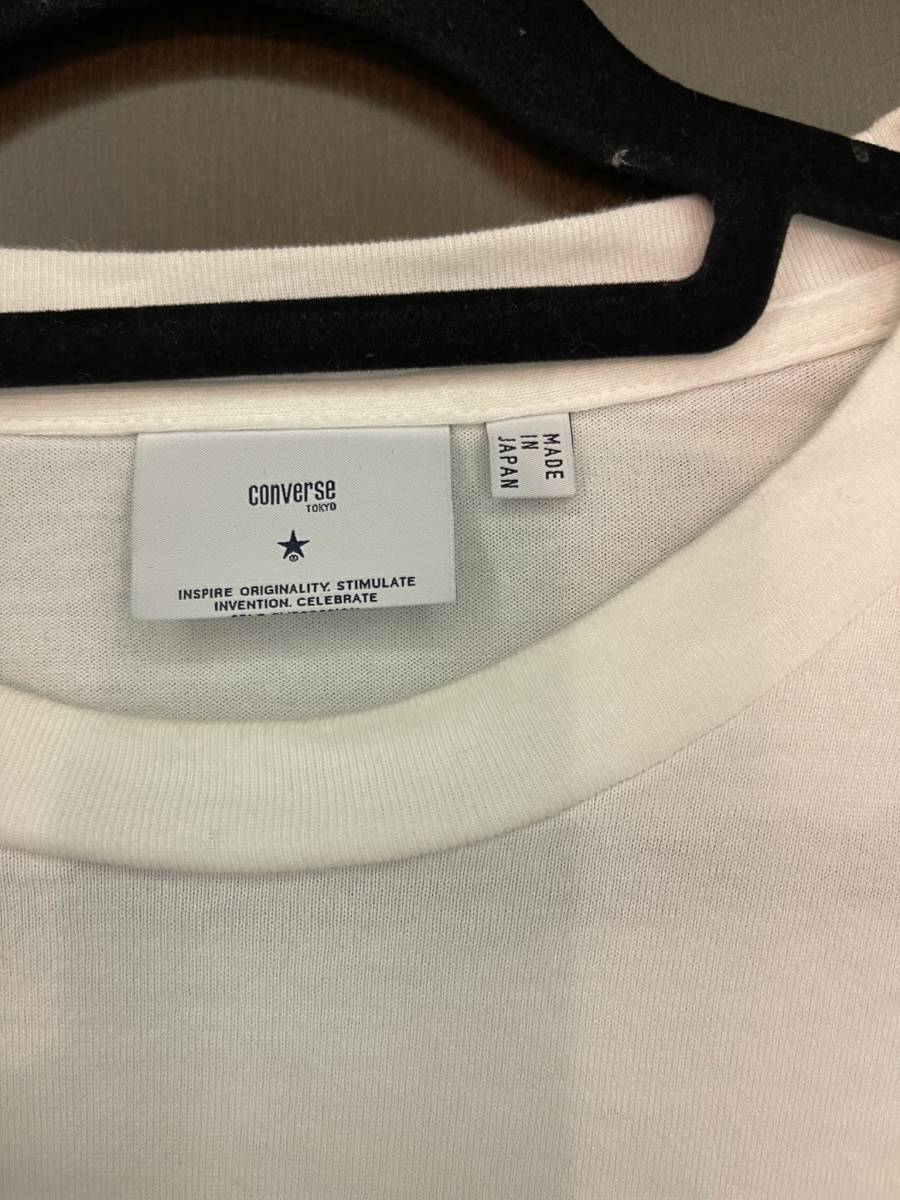 converse
TOKYO
INSPIRE ORIGINALITY. STIMULATE
INVENTION. CELEBRATE
MADE
IN
JAPAN